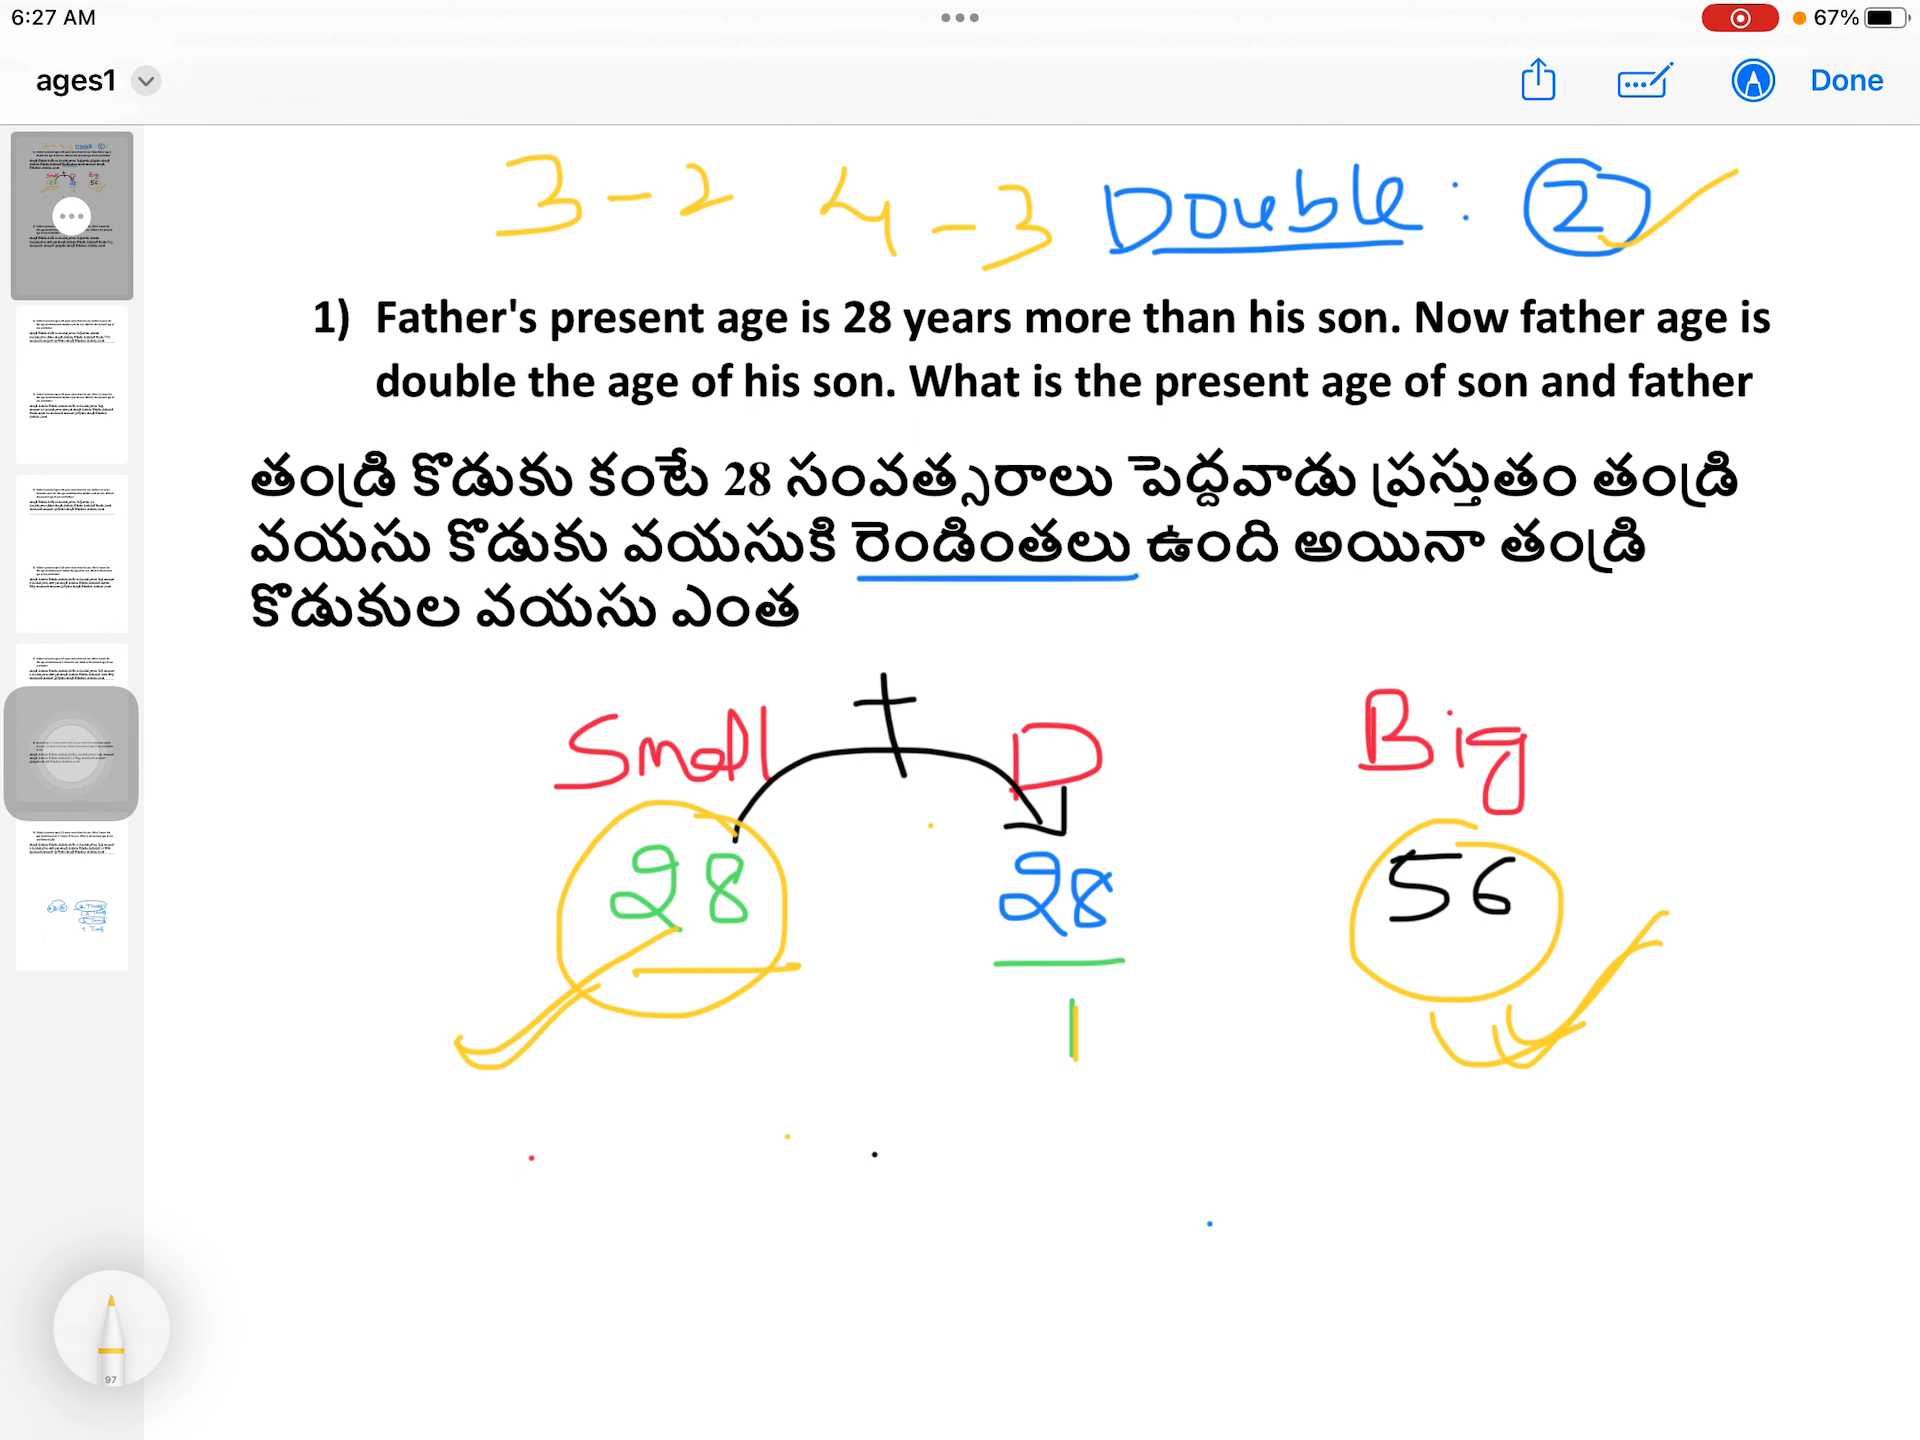 6:27 AM
67%
ages1
Done
3-2 4-3 Double : 2
1) Father's present age is 28 years more than his son. Now father age is
double the age of his son. What is the present age of son and father
తండ్రి కొడుకు కంటే 28 సంవత్సరాలు పెద్దవాడు ప్రస్తుతం తండ్రి
వయసు కొడుకు వయసుకి రెండింతలు ఉంది అయినా తండ్రి
కొడుకుల వయసు ఎంత
Small + D Big
28 28 56
1
97